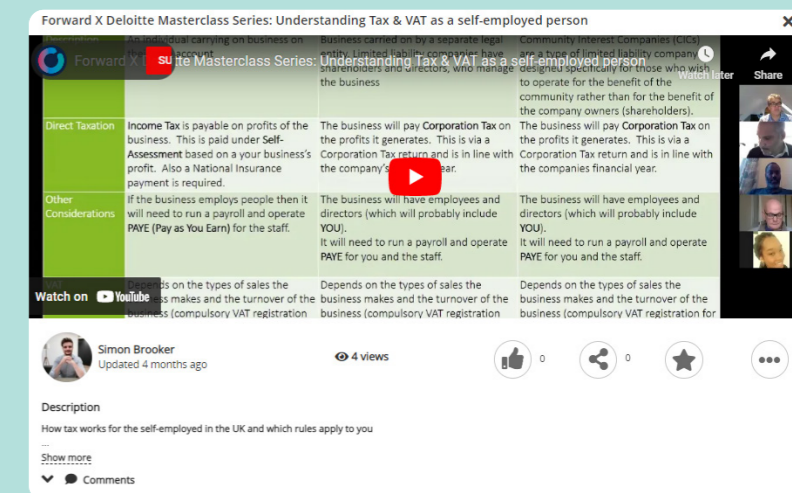 Forward X Deloitte Masterclass Series: Understanding Tax & VAT as a self-employed person
Forward X D SU tte Masterclass Series: Understanding Tax & VAT as a self-employed person
Watch later
Share
An individual carrying on business on
account
Business carried on by a separate legal
entity. Limited liability companies have
shareholders and directors, who manage
the business
Community Interest Companies (CICs)
are a type of limited liability company
designed specifically for those who wish
to operate for the benefit of the
community rather than for the benefit of
the company owners (shareholders).
Direct Taxation
Income Tax is payable on profits of the
business. This is paid under Self-
Assessment based on a your business's
profit. Also a National Insurance
payment is required.
The business will pay Corporation Tax on
the profits it generates. This is via a
Corporation Tax return and is in line with
the company's ear.
The business will pay Corporation Tax on
the profits it generates. This is via a
Corporation Tax return and is in line with
the companies financial year.
Other
Considerations
If the business employs people then it
will need to run a payroll and operate
PAYE (Pay as You Earn) for the staff.
The business will have employees and
directors (which will probably include
YOU).
It will need to run a payroll and operate
PAYE for you and the staff.
The business will have employees and
directors (which will probably include
YOU).
It will need to run a payroll and operate
PAYE for you and the staff.
Depends on the types of sales the
business makes and the turnover of the
business (compulsory VAT registration
Depends on the types of sales the
business makes and the turnover of the
business (compulsory VAT registration
Depends on the types of sales the
business makes and the turnover of the
business (compulsory VAT registration for
Watch on YouTube
Simon Brooker
Updated 4 months ago
4 views
0
0
Description
How tax works for the self-employed in the UK and which rules apply to you
...
Show more
Comments